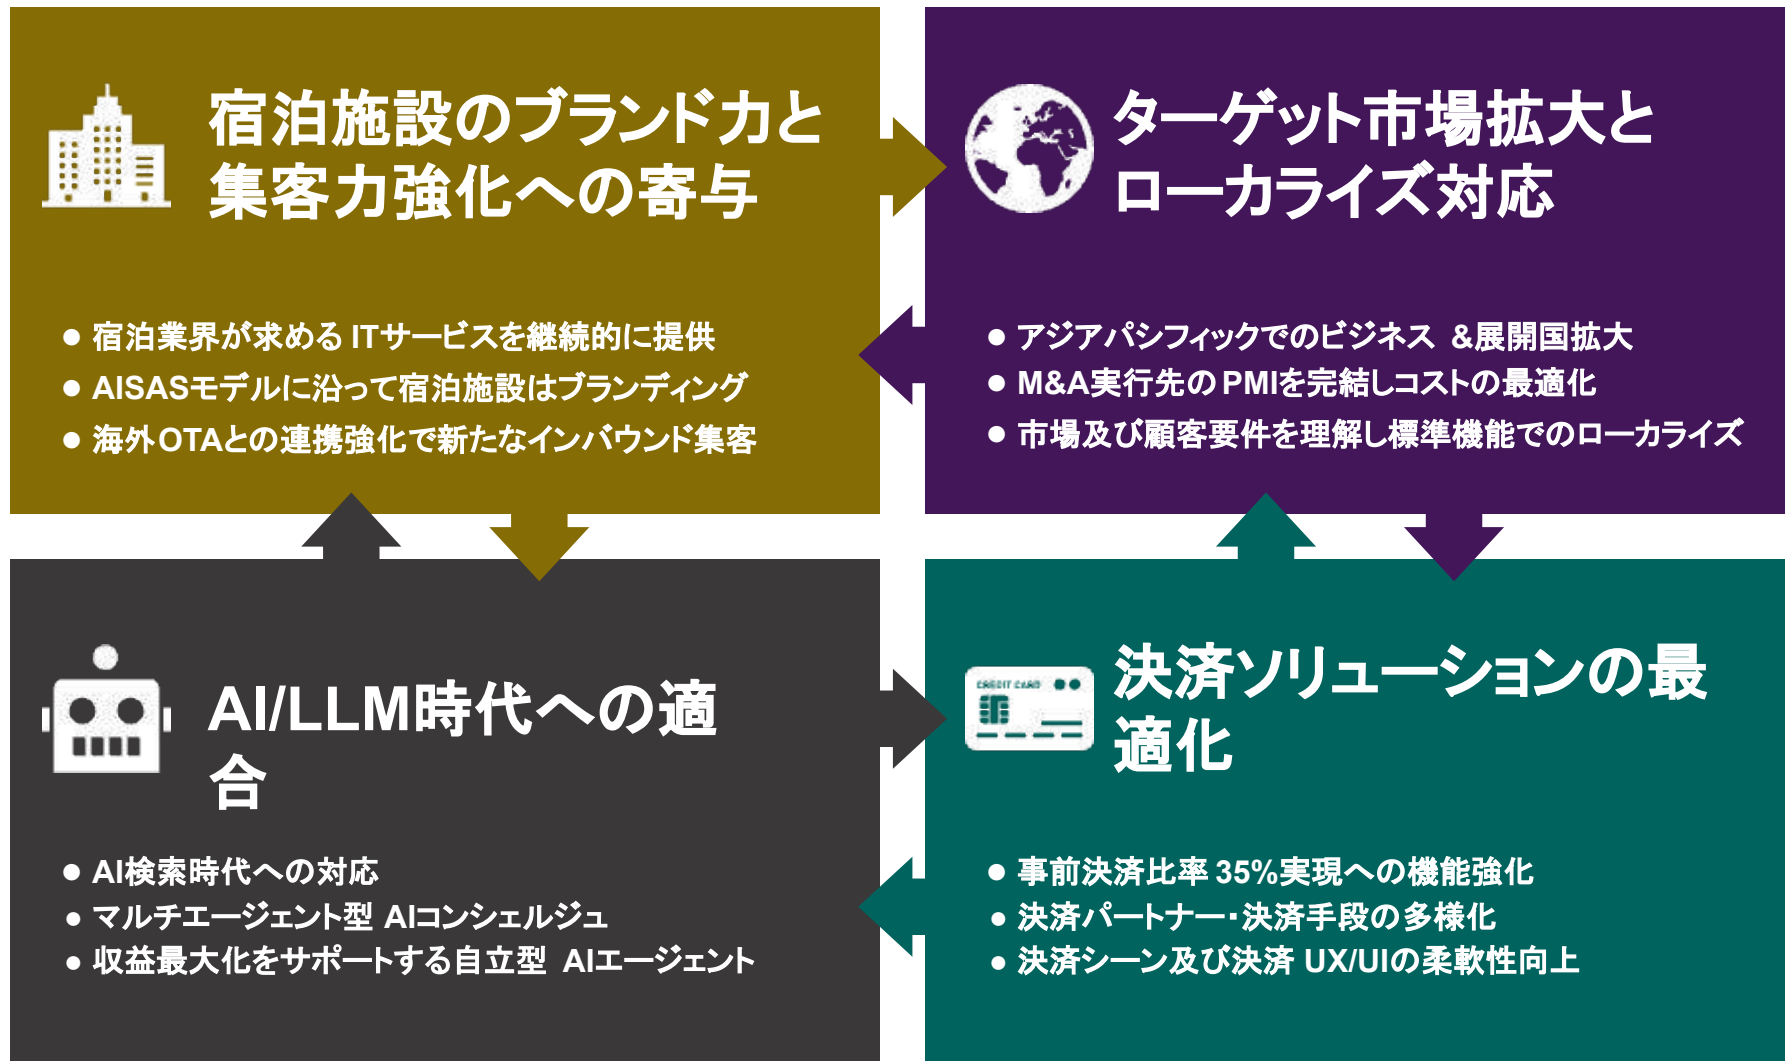 宿泊施設のブランド力と
集客力強化への寄与
● 宿泊業界が求める ITサービスを継続的に提供
● AISASモデルに沿って宿泊施設はブランディング
● 海外OTAとの連携強化で新たなインバウンド集客
ターゲット市場拡大と
ローカライズ対応
● アジアパシフィックでのビジネス &展開国拡大
● M&A実行先の PMIを完結しコストの最適化
● 市場及び顧客要件を理解し標準機能でのローカライズ
AI/LLM時代への適
合
● AI検索時代への対応
● マルチエージェント型 AIコンシェルジュ
● 収益最大化をサポートする自立型 AIエージェント
CREDIT CARD
決済ソリューションの最
適化
● 事前決済比率 35%実現への機能強化
● 決済パートナー・決済手段の多様化
● 決済シーン及び決済 UX/UIの柔軟性向上